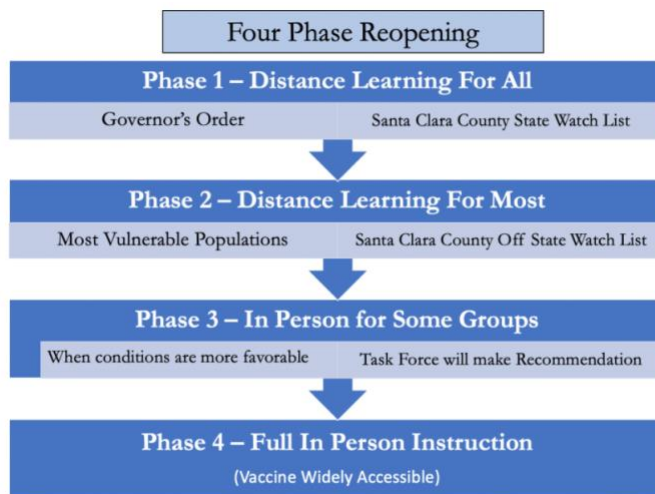 Four Phase Reopening
Phase 1 – Distance Learning For All
Governor's Order
Santa Clara County State Watch List
Phase 2 – Distance Learning For Most
Most Vulnerable Populations
Santa Clara County Off State Watch List
Phase 3 – In Person for Some Groups
When conditions are more favorable
Task Force will make Recommendation
Phase 4 – Full In Person Instruction
(Vaccine Widely Accessible)